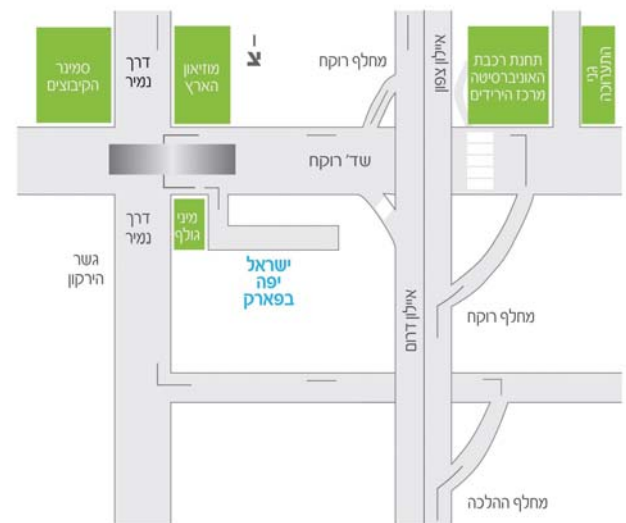 סמינר
הקיבוצים
דרך
נמיר
מוזיאון
הארץ
צ
מחלף רוקח
איילון צפון
תחנת רכבת
האוניברסיטה
מרכז הירידים
גני
התערוכה
שד' רוקח
דרך
נמיר
מיני
גולף
גשר
הירקון
ישראל
יפה
בפארק
איילון דרום
מחלף רוקח
מחלף ההלכה